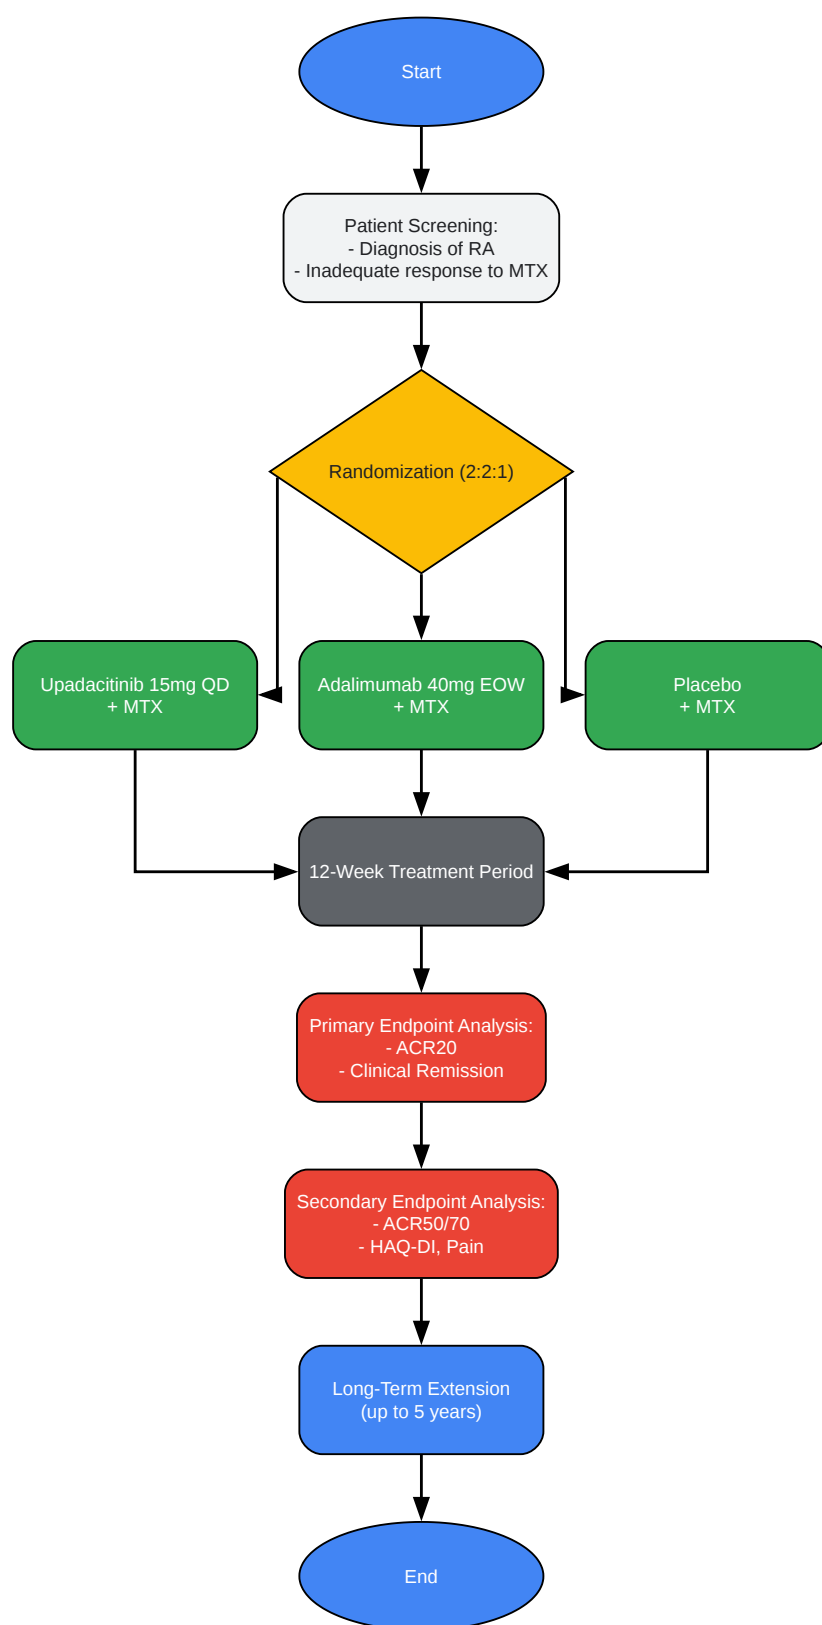 Start
Patient Screening:
- Diagnosis of RA
- Inadequate response to MTX
Randomization (2:2:1)
Upadacitinib 15mg QD
+ MTX
Adalimumab 40mg EOW
+ MTX
Placebo
+ MTX
12-Week Treatment Period
Primary Endpoint Analysis:
- ACR20
- Clinical Remission
Secondary Endpoint Analysis:
- ACR50/70
- HAQ-DI, Pain
Long-Term Extension
(up to 5 years)
End